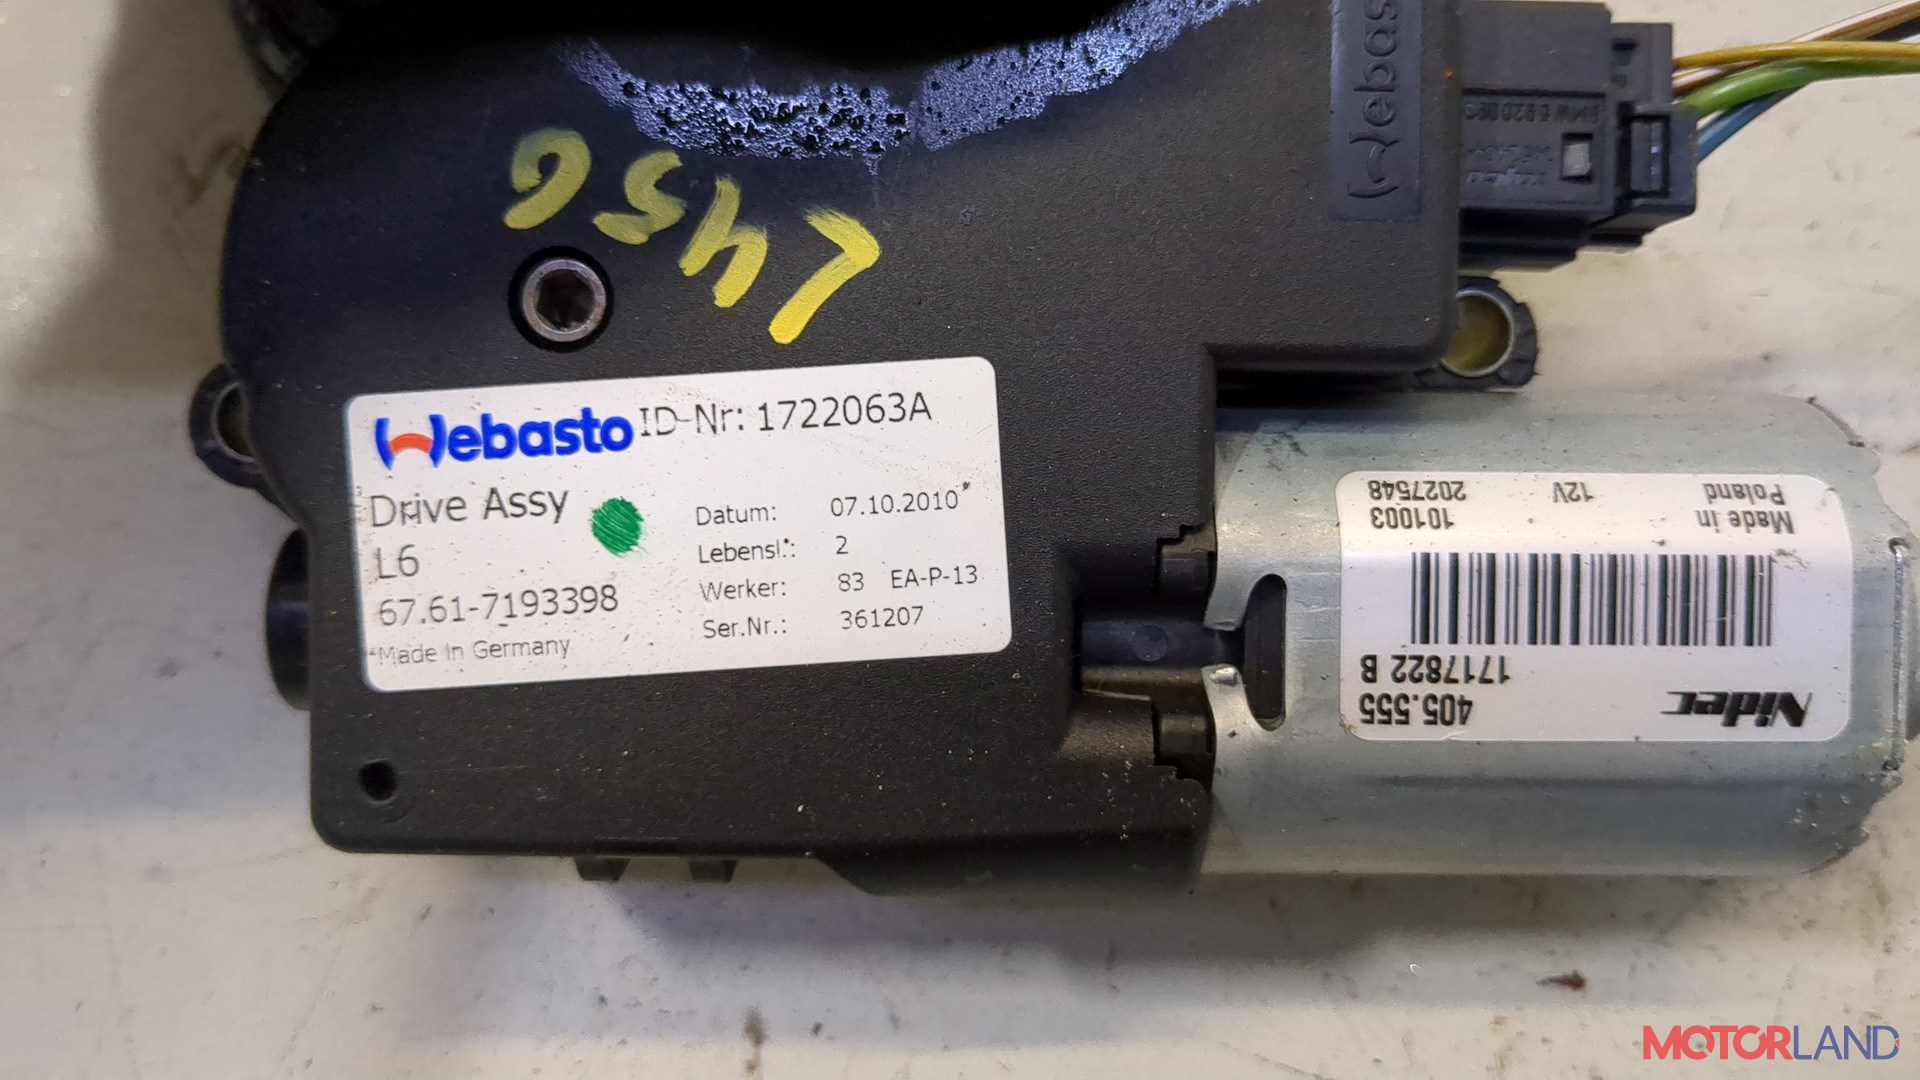 Webasto ID-Nr: 1722063A
Drive Assy
L6
67.61-7193398
Made in Germany
Datum: 07.10.2010
Lebensl.: 2
Werker: 83 EA-P-13
Ser.Nr.: 361207
L456
Webas
Nidec 405.555
1717822 B
Made in Poland
12V
101003
2027548
MOTORLAND